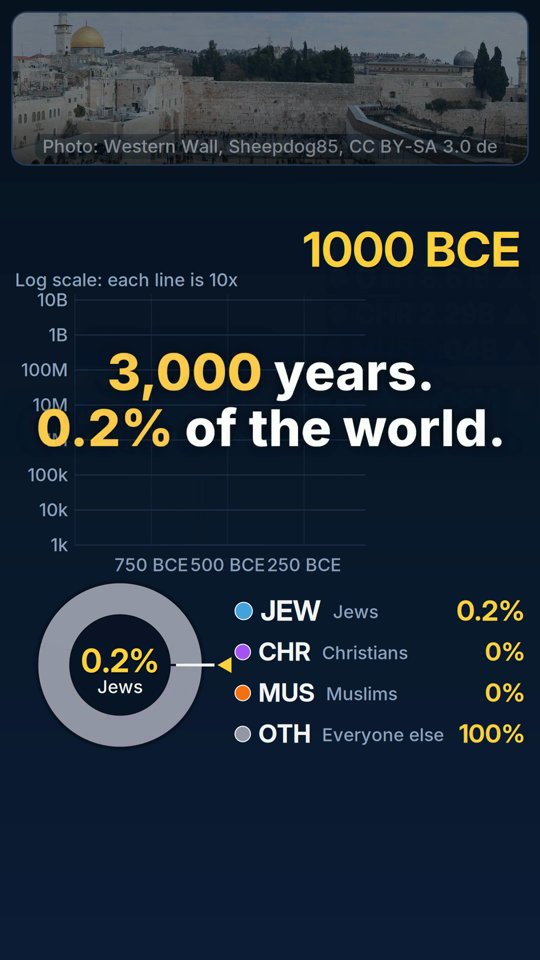 Photo: Western Wall, Sheepdog85, CC BY-SA 3.0 de
1000 BCE
Log scale: each line is 10x
10B
1B
100M
3,000 years.
10M
0.2% of the world.
100k
10k
1k
750 BCE 500 BCE 250 BCE
JEW Jews 0.2%
CHR Christians 0%
MUS Muslims 0%
OTH Everyone else 100%
0.2%
Jews